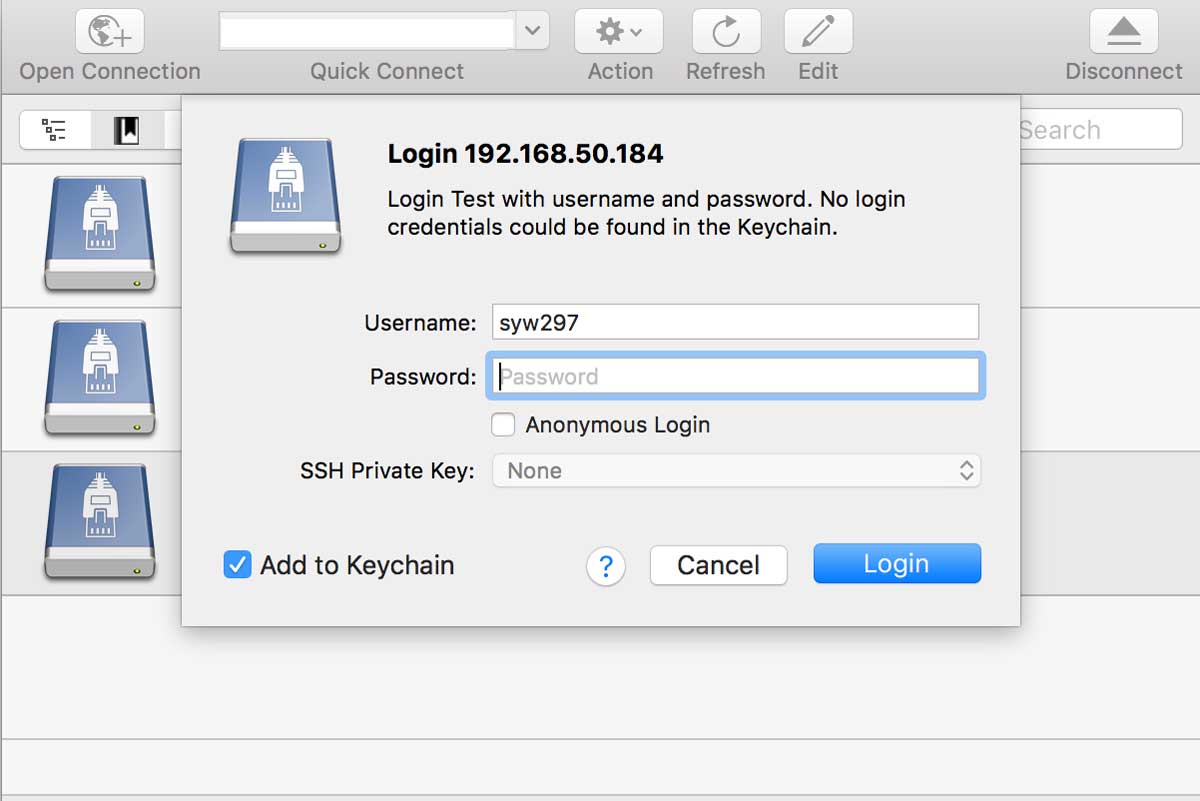 Open Connection
Quick Connect
Action
Refresh
Edit
Disconnect
Search
Login 192.168.50.184
Login Test with username and password. No login
credentials could be found in the Keychain.
Username: syw297
Password: Password
Anonymous Login
SSH Private Key: None
Add to Keychain
?
Cancel
Login